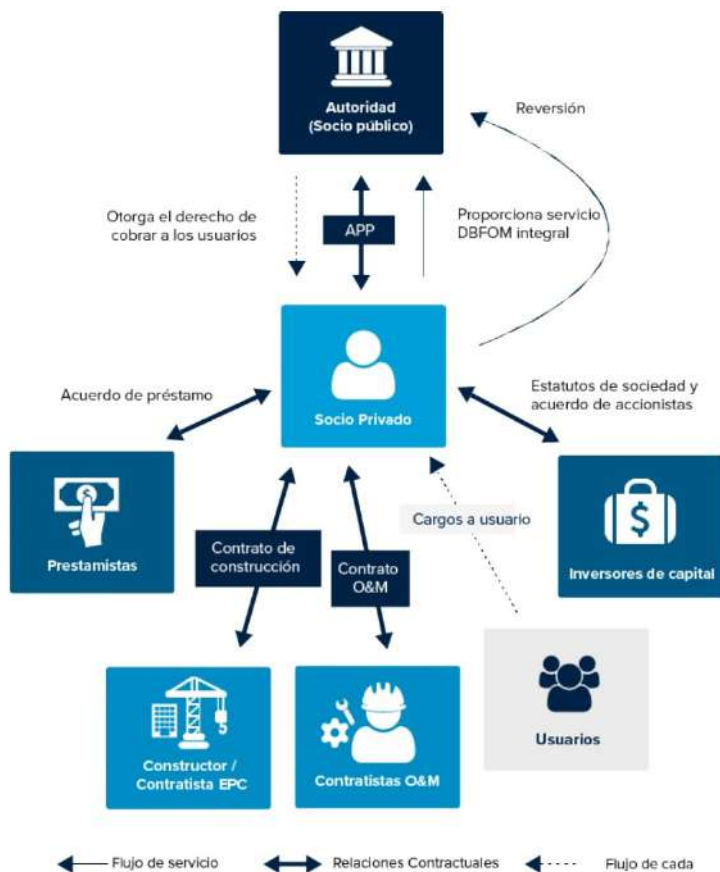 Autoridad
(Socio público)
Reversión
Otorga el derecho de
cobrar a los usuarios
APP
Proporciona servicio
DBFOM integral
Acuerdo de préstamo
Socio Privado
Estatutos de sociedad y
acuerdo de accionistas
Prestamistas
Contrato de
construcción
Contrato
O&M
Cargos a usuario
Inversores de capital
Constructor /
Contratista EPC
Contratistas O&M
Usuarios
Flujo de servicio
Relaciones Contractuales
Flujo de cada